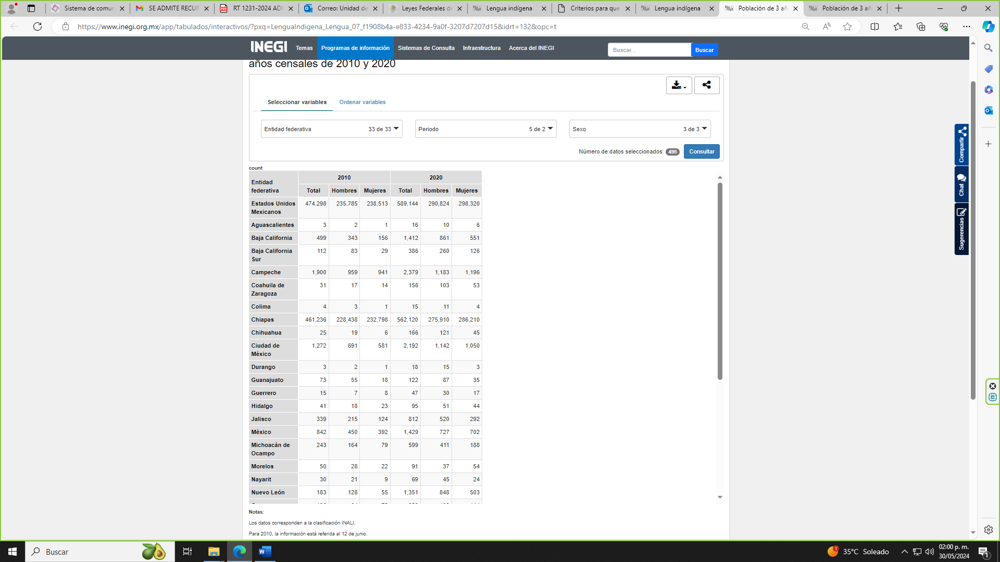 Sistema de comun
SE ADMITE RECUR
RT 1231-2024 ADM
Correo: Unidad de
Leyes Federales de
Lengua indígena
Criterios para que
Lengua indígena
Población de 3 añ
Población de 3 añ
https://www.inegi.org.mx/app/tabulados/interactivos/?pxq=LenguaIndigena_Lengua_07_f1908b4a-e833-4234-9a0f-3207d7207d15&idrt=132&opc=t
INEGI Temas Programas de información Sistemas de Consulta Infraestructura Acerca del INEGI Buscar... Buscar
años censales de 2010 y 2020
Seleccionar variables Ordenar variables
Entidad federativa 33 de 33 Periodo 5 de 2 Sexo 3 de 3
Número de datos seleccionados: 495 Consultar
count
Entidad federativa 2010 2020
Total Hombres Mujeres Total Hombres Mujeres
Estados Unidos Mexicanos 474,298 235,785 238,513 589,144 290,824 298,320
Aguascalientes 3 2 1 16 10 6
Baja California 499 343 156 1,412 861 551
Baja California Sur 112 83 29 386 260 126
Campeche 1,900 959 941 2,379 1,183 1,196
Coahuila de Zaragoza 31 17 14 156 103 53
Colima 4 3 1 15 11 4
Chiapas 461,236 228,438 232,798 562,120 275,910 286,210
Chihuahua 25 19 6 166 121 45
Ciudad de México 1,272 691 581 2,192 1,142 1,050
Durango 3 2 1 18 15 3
Guanajuato 73 55 18 122 87 35
Guerrero 15 7 8 47 30 17
Hidalgo 41 18 23 95 51 44
Jalisco 339 215 124 812 520 292
México 842 450 392 1,429 727 702
Michoacán de Ocampo 243 164 79 599 411 188
Morelos 50 28 22 91 37 54
Nayarit 30 21 9 69 45 24
Nuevo León 183 128 55 1,351 848 503
Notas:
Los datos corresponden a la clasificación INALI.
Para 2010, la información está referida al 12 de junio.
Compartir
Chat
Sugerencias
Buscar
35°C Soleado
02:00 p. m.
30/05/2024